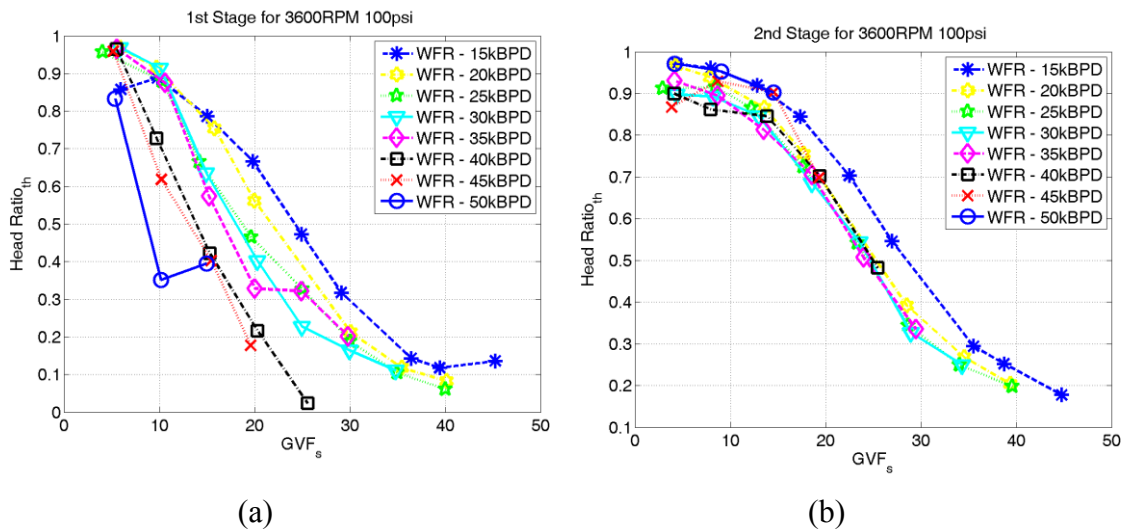 1st Stage for 3600RPM 100psi
1
0.9
0.8
0.7
0.6
0.5
0.4
0.3
0.2
0.1
0
Head Ratio_th
0 10 20 30 40 50
GVF_s
WFR - 15kBPD
WFR - 20kBPD
WFR - 25kBPD
WFR - 30kBPD
WFR - 35kBPD
WFR - 40kBPD
WFR - 45kBPD
WFR - 50kBPD
(a)
2nd Stage for 3600RPM 100psi
1
0.9
0.8
0.7
0.6
0.5
0.4
0.3
0.2
0.1
Head Ratio_th
0 10 20 30 40 50
GVF_s
WFR - 15kBPD
WFR - 20kBPD
WFR - 25kBPD
WFR - 30kBPD
WFR - 35kBPD
WFR - 40kBPD
WFR - 45kBPD
WFR - 50kBPD
(b)